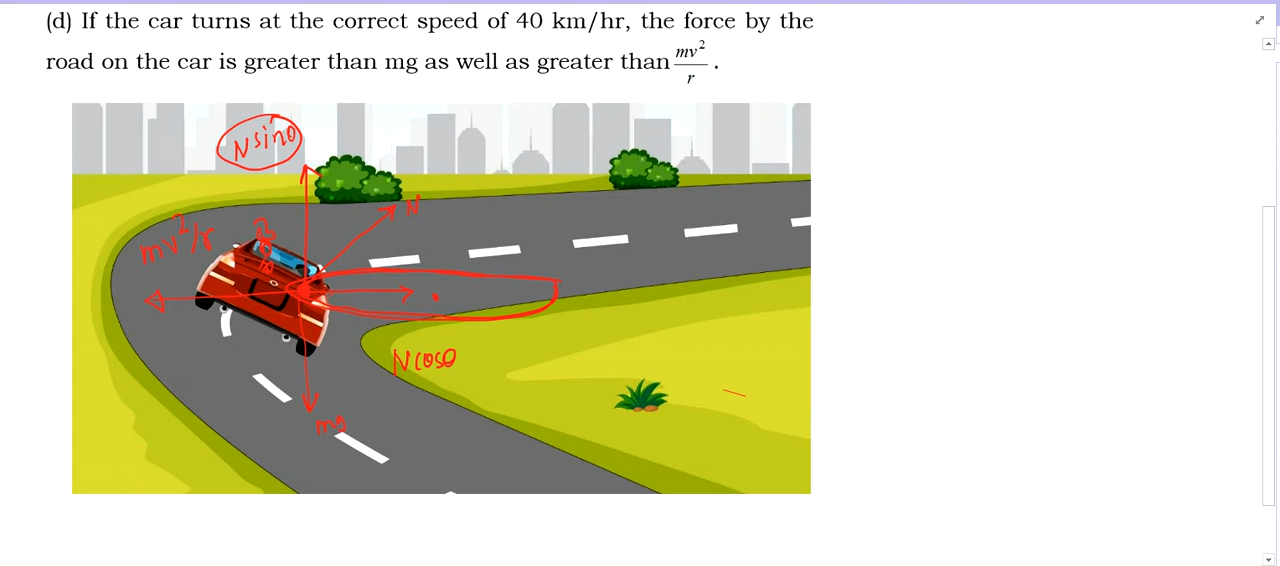 (d) If the car turns at the correct speed of 40 km/hr, the force by the
road on the car is greater than mg as well as greater than mv²/r .
N sinθ
N
mv²/r
N cosθ
mg